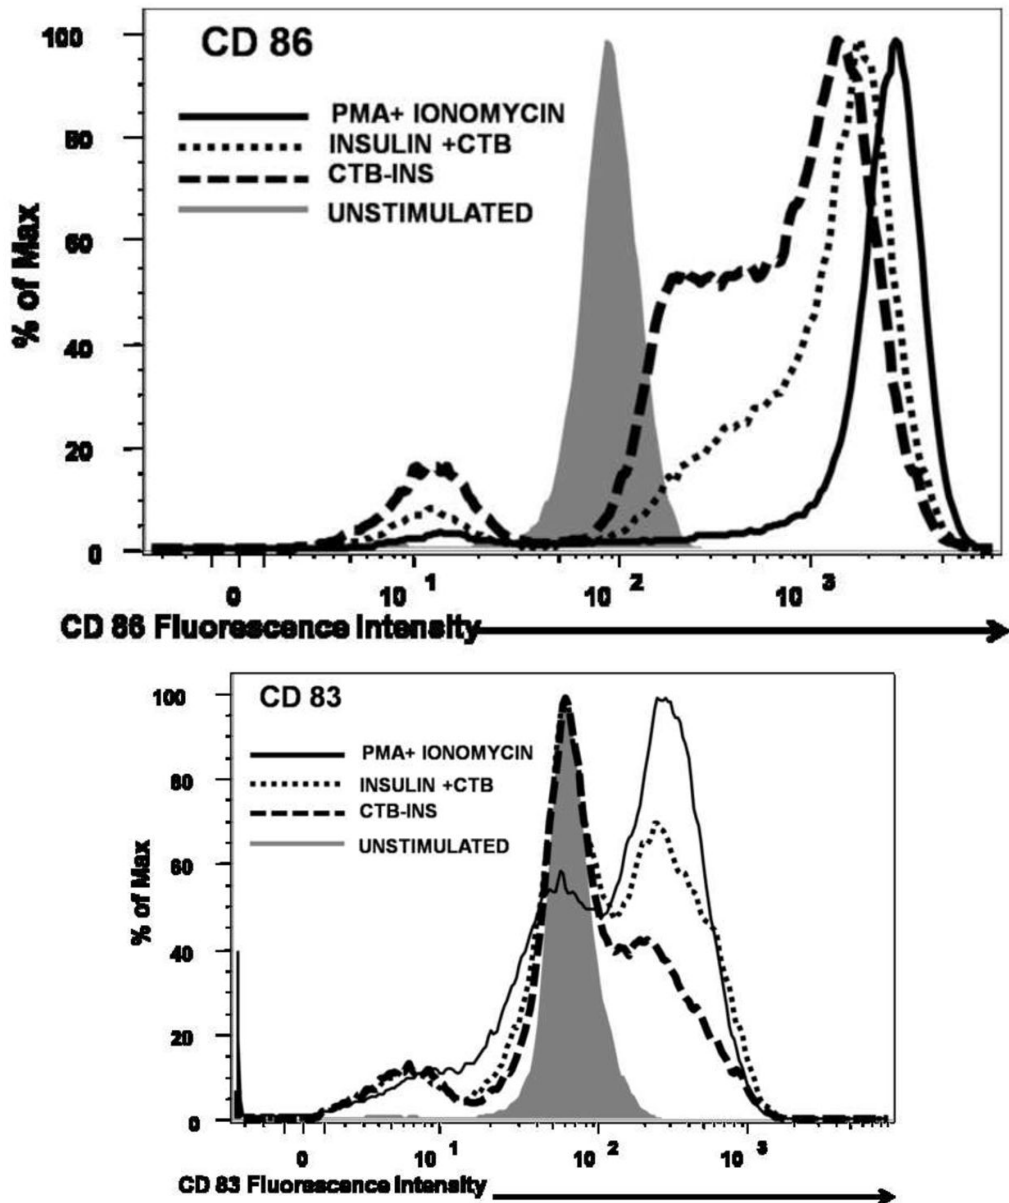 CD 86
PMA+ IONOMYCIN
INSULIN +CTB
CTB-INS
UNSTIMULATED
% of Max
100
80
60
40
20
0
0 10 1 10 2 10 3
CD 86 Fluorescence Intensity
CD 83
PMA+ IONOMYCIN
INSULIN +CTB
CTB-INS
UNSTIMULATED
% of Max
100
80
60
40
20
0
0 10 1 10 2 10 3
CD 83 Fluorescence Intensity